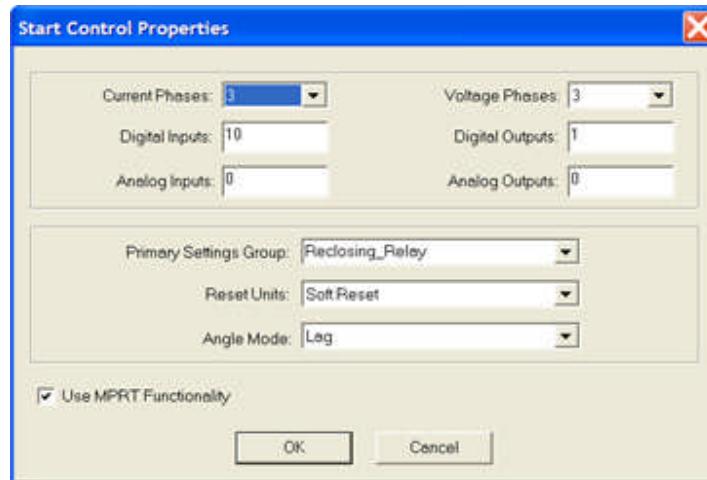 Start Control Properties
Current Phases: 3 Voltage Phases: 3
Digital Inputs: 10 Digital Outputs: 1
Analog Inputs: 0 Analog Outputs: 0
Primary Settings Group: Reclosing_Relay
Reset Units: Soft Reset
Angle Mode: Lag
Use MPRT Functionality
OK Cancel